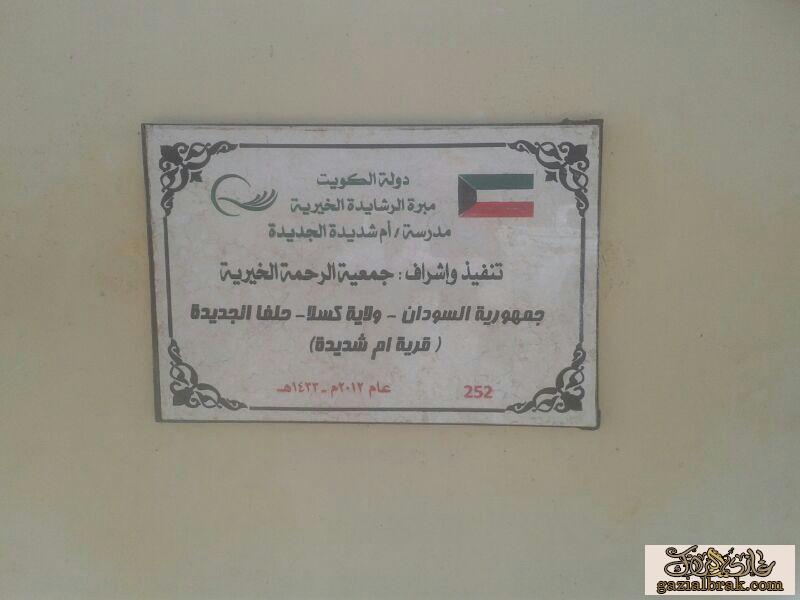 دولة الكويت
مبرة الرشايدة الخيرية
مدرسة / أم شديدة الجديدة
تنفيذ وإشراف : جمعية الرحمة الخيرية
جمهورية السودان - ولاية كسلا - حلفا الجديدة
( قرية ام شديدة )
عام ٢٠١٢م - ١٤٣٣هـ
252
gazialbrak.com